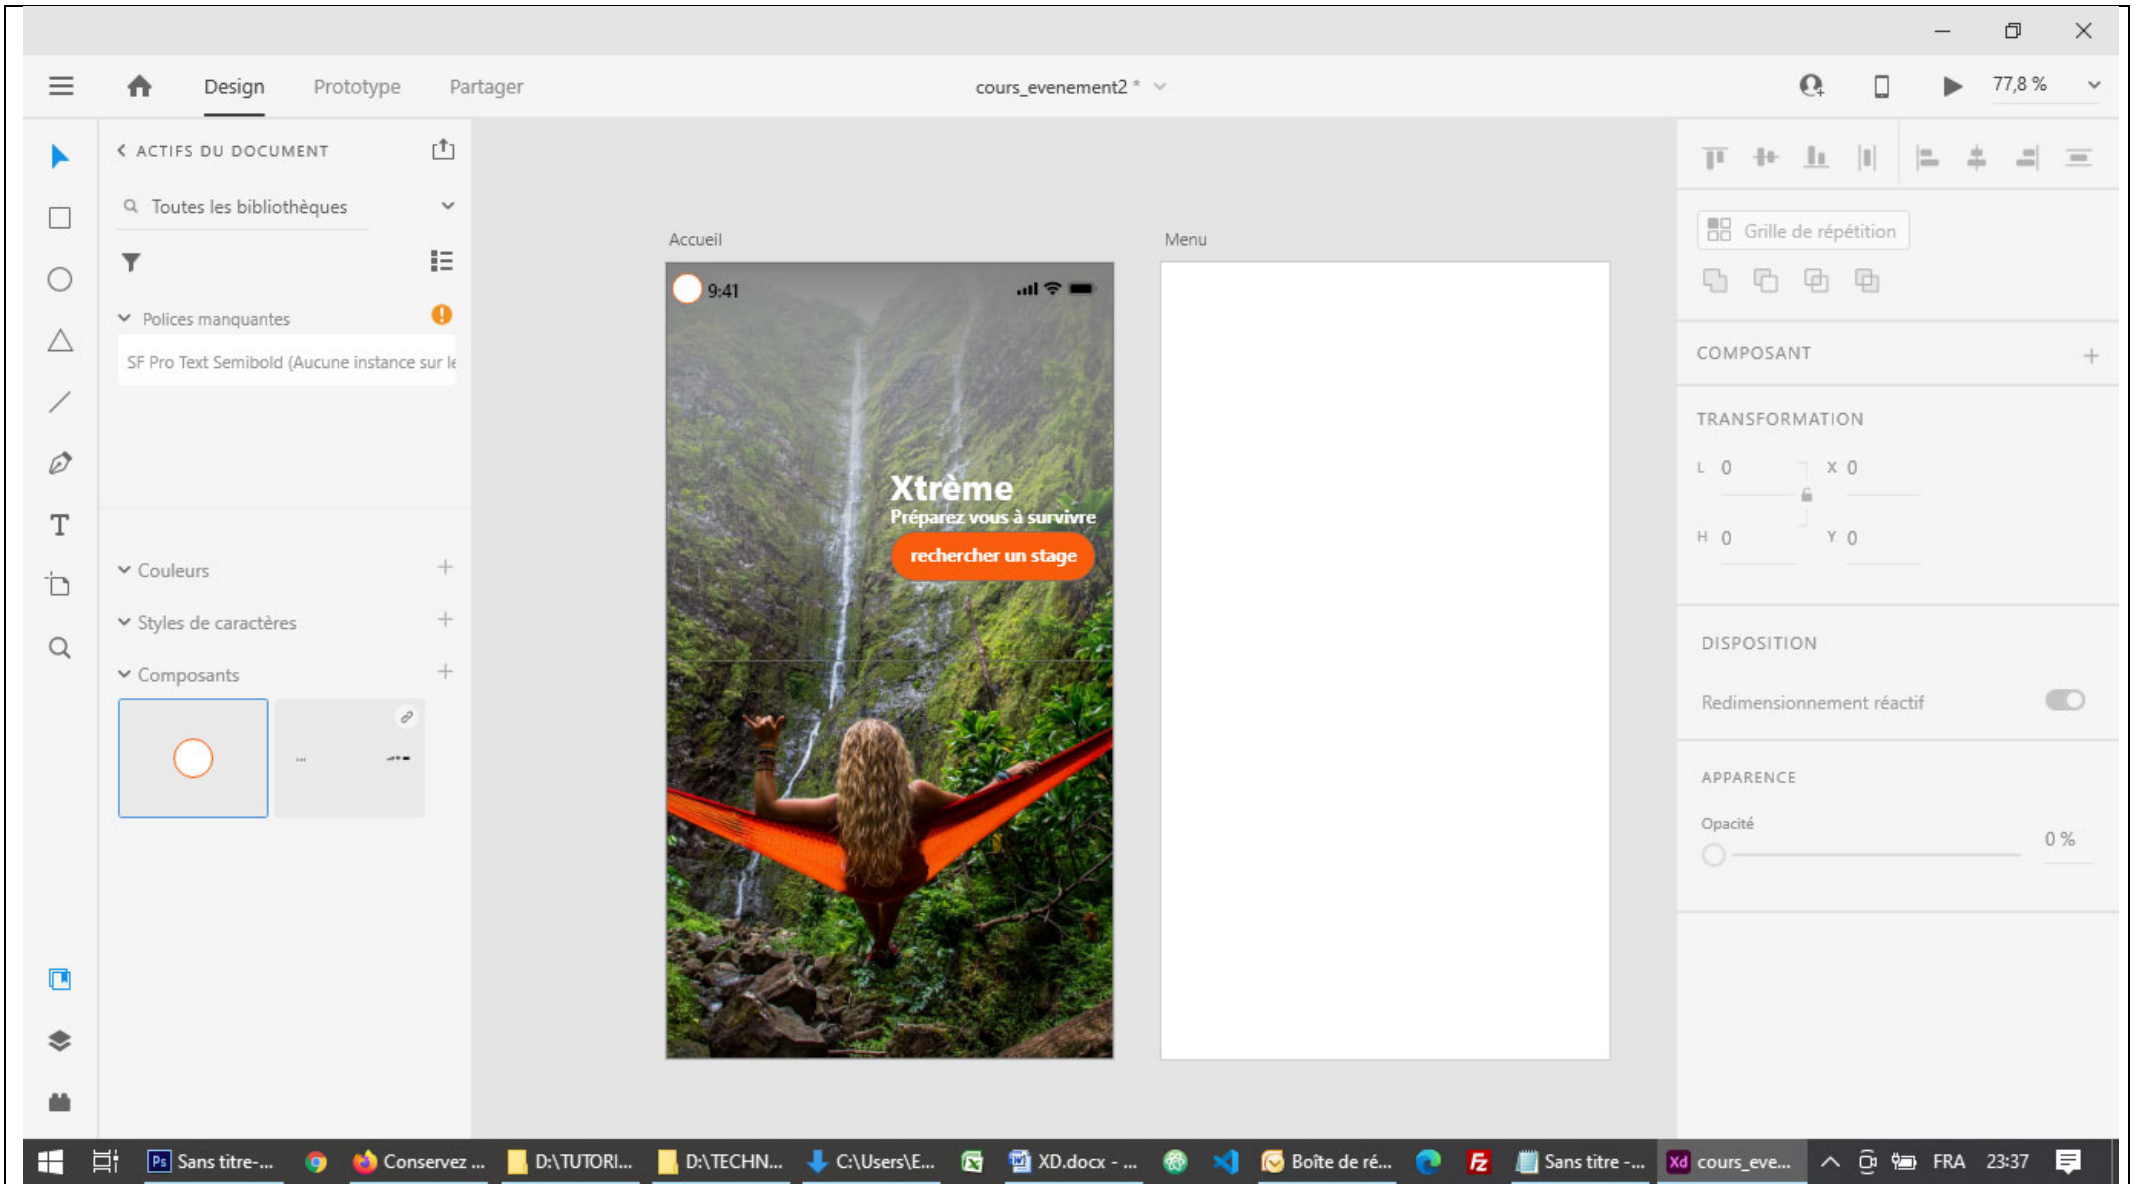 Design
Prototype
Partager
cours_evenement2 *
77,8 %
ACTIFS DU DOCUMENT
Toutes les bibliothèques
Polices manquantes
SF Pro Text Semibold (Aucune instance sur le
Couleurs
Styles de caractères
Composants
Accueil
Menu
9:41
Xtrème
Préparez vous à survivre
rechercher un stage
Grille de répétition
COMPOSANT
TRANSFORMATION
L 0 X 0
H 0 Y 0
DISPOSITION
Redimensionnement réactif
APPARENCE
Opacité
0 %
Ps Sans titre-...
Conservez ...
D:\TUTORI...
D:\TECHN...
C:\Users\E...
XD.docx - ...
Boîte de ré...
Fz
Sans titre -...
Xd cours_eve...
FRA
23:37